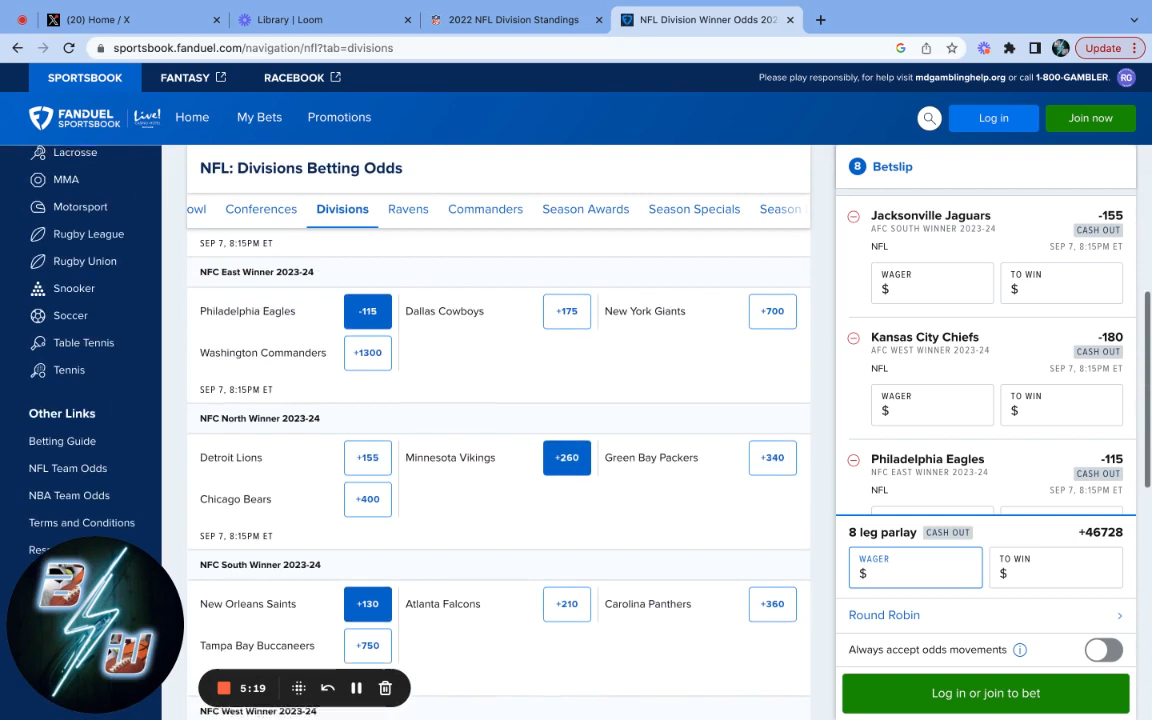 (20) Home / X
Library | Loom
2022 NFL Division Standings
NFL Division Winner Odds 202
sportsbook.fanduel.com/navigation/nfl?tab=divisions
Update
SPORTSBOOK
FANTASY
RACEBOOK
Please play responsibly, for help visit mdgamblinghelp.org or call 1-800-GAMBLER.
RG
FANDUEL
SPORTSBOOK
Live!
Home
My Bets
Promotions
Log in
Join now
Lacrosse
MMA
Motorsport
Rugby League
Rugby Union
Snooker
Soccer
Table Tennis
Tennis
Other Links
Betting Guide
NFL Team Odds
NBA Team Odds
Terms and Conditions
NFL: Divisions Betting Odds
owl
Conferences
Divisions
Ravens
Commanders
Season Awards
Season Specials
Season
SEP 7, 8:15PM ET
NFC East Winner 2023-24
Philadelphia Eagles -115 Dallas Cowboys +175 New York Giants +700
Washington Commanders +1300
SEP 7, 8:15PM ET
NFC North Winner 2023-24
Detroit Lions +155 Minnesota Vikings +260 Green Bay Packers +340
Chicago Bears +400
SEP 7, 8:15PM ET
NFC South Winner 2023-24
New Orleans Saints +130 Atlanta Falcons +210 Carolina Panthers +360
Tampa Bay Buccaneers +750
NFC West Winner 2023-24
5:19
8 Betslip
Jacksonville Jaguars -155
AFC SOUTH WINNER 2023-24 CASH OUT
NFL SEP 7, 8:15PM ET
WAGER TO WIN
$ $
Kansas City Chiefs -180
AFC WEST WINNER 2023-24 CASH OUT
NFL SEP 7, 8:15PM ET
WAGER TO WIN
$ $
Philadelphia Eagles -115
NFC EAST WINNER 2023-24 CASH OUT
NFL SEP 7, 8:15PM ET
8 leg parlay CASH OUT +46728
WAGER TO WIN
$ $
Round Robin
Always accept odds movements
Log in or join to bet